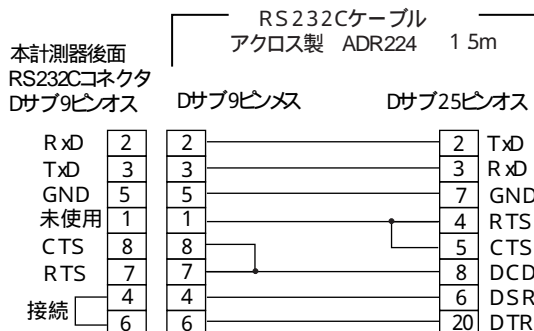 RS232Cケーブル
アクロス製 ADR224 1 5m
本計測器後面
RS232Cコネクタ
Dサブ9ピンオス
Dサブ9ピンメス
Dサブ25ピンオス
RxD 2 2 2 TxD
TxD 3 3 3 RxD
GND 5 5 7 GND
未使用 1 1 4 RTS
CTS 8 8 5 CTS
RTS 7 7 8 DCD
接続 4 4 6 DSR
6 6 20 DTR